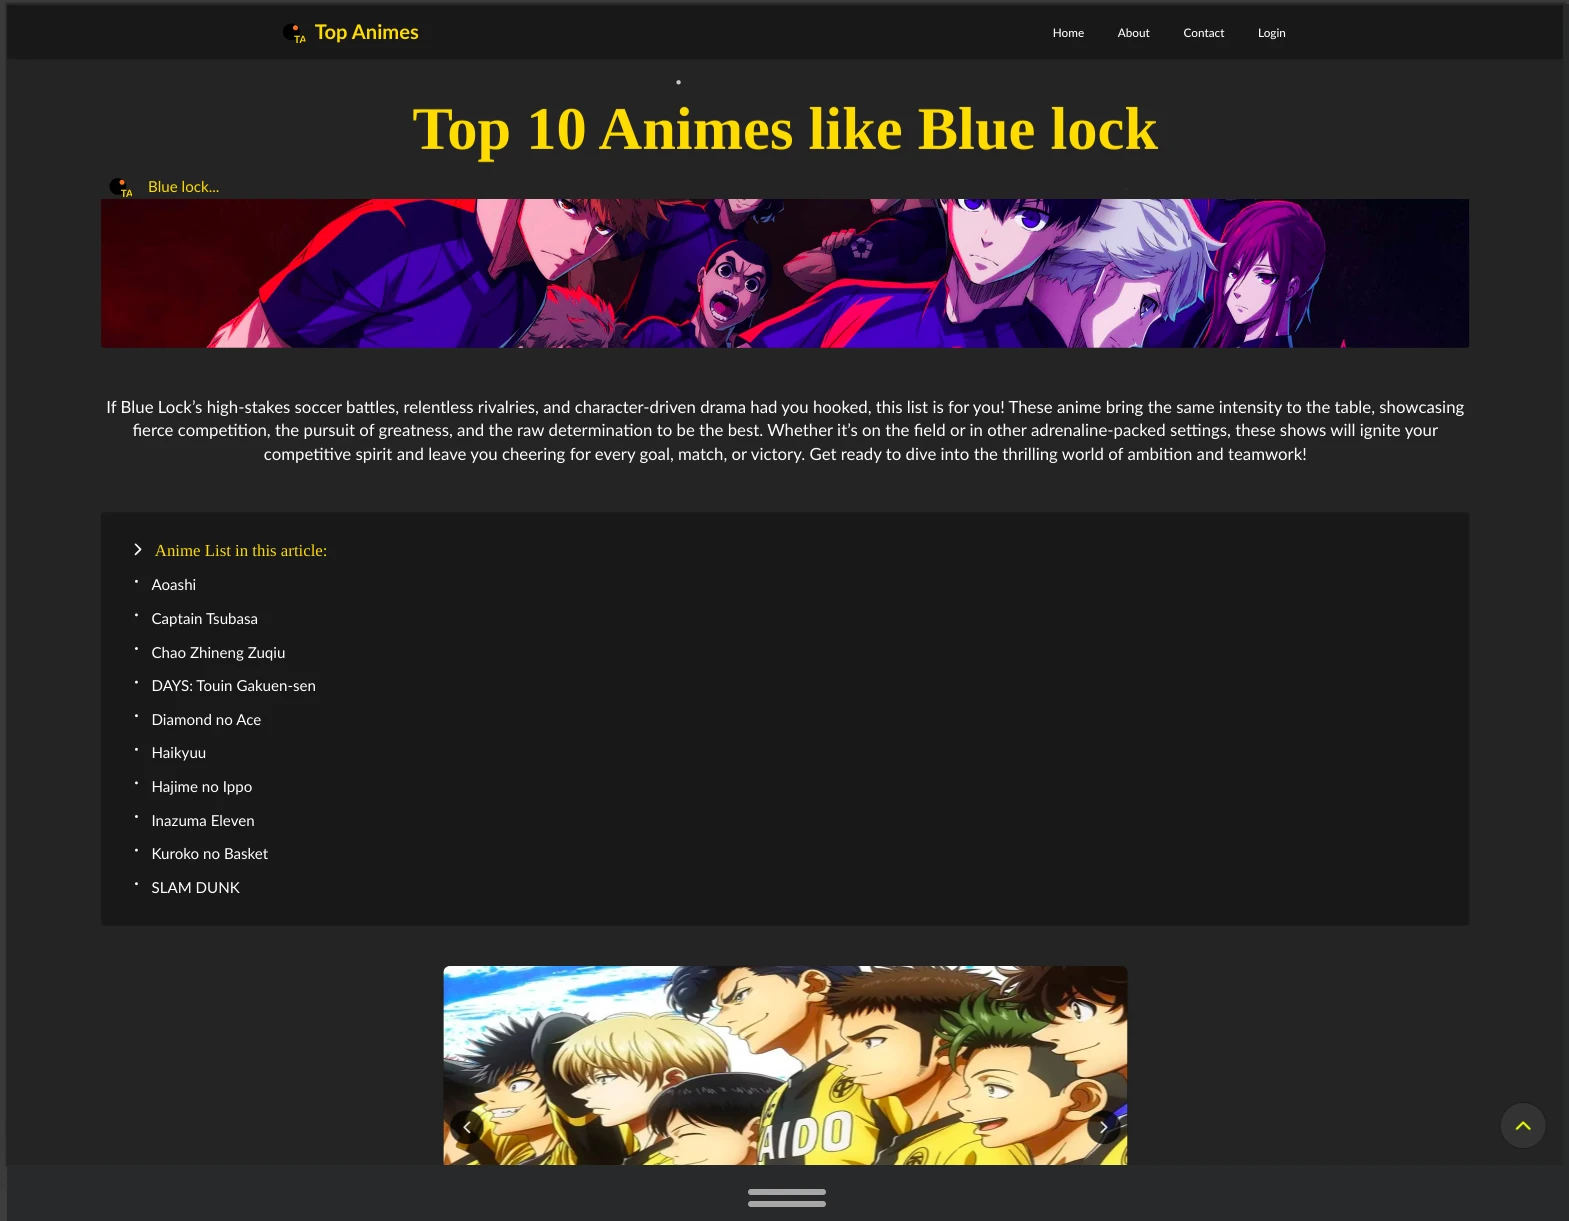 TA Top Animes
Home
About
Contact
Login
Top 10 Animes like Blue lock
TA Blue lock...
If Blue Lock’s high-stakes soccer battles, relentless rivalries, and character-driven drama had you hooked, this list is for you! These anime bring the same intensity to the table, showcasing
fierce competition, the pursuit of greatness, and the raw determination to be the best. Whether it’s on the field or in other adrenaline-packed settings, these shows will ignite your
competitive spirit and leave you cheering for every goal, match, or victory. Get ready to dive into the thrilling world of ambition and teamwork!
Anime List in this article:
Aoashi
Captain Tsubasa
Chao Zhineng Zuqiu
DAYS: Touin Gakuen-sen
Diamond no Ace
Haikyuu
Hajime no Ippo
Inazuma Eleven
Kuroko no Basket
SLAM DUNK
AIDO